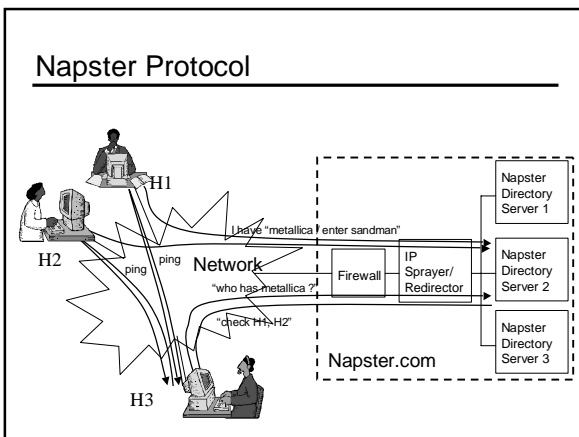 Napster Protocol
H1
H2
H3
ping
ping
Network
I have "metallica / enter sandman"
"who has metallica ?"
"check H1, H2"
Firewall
IP
Sprayer/
Redirector
Napster
Directory
Server 1
Napster
Directory
Server 2
Napster
Directory
Server 3
Napster.com